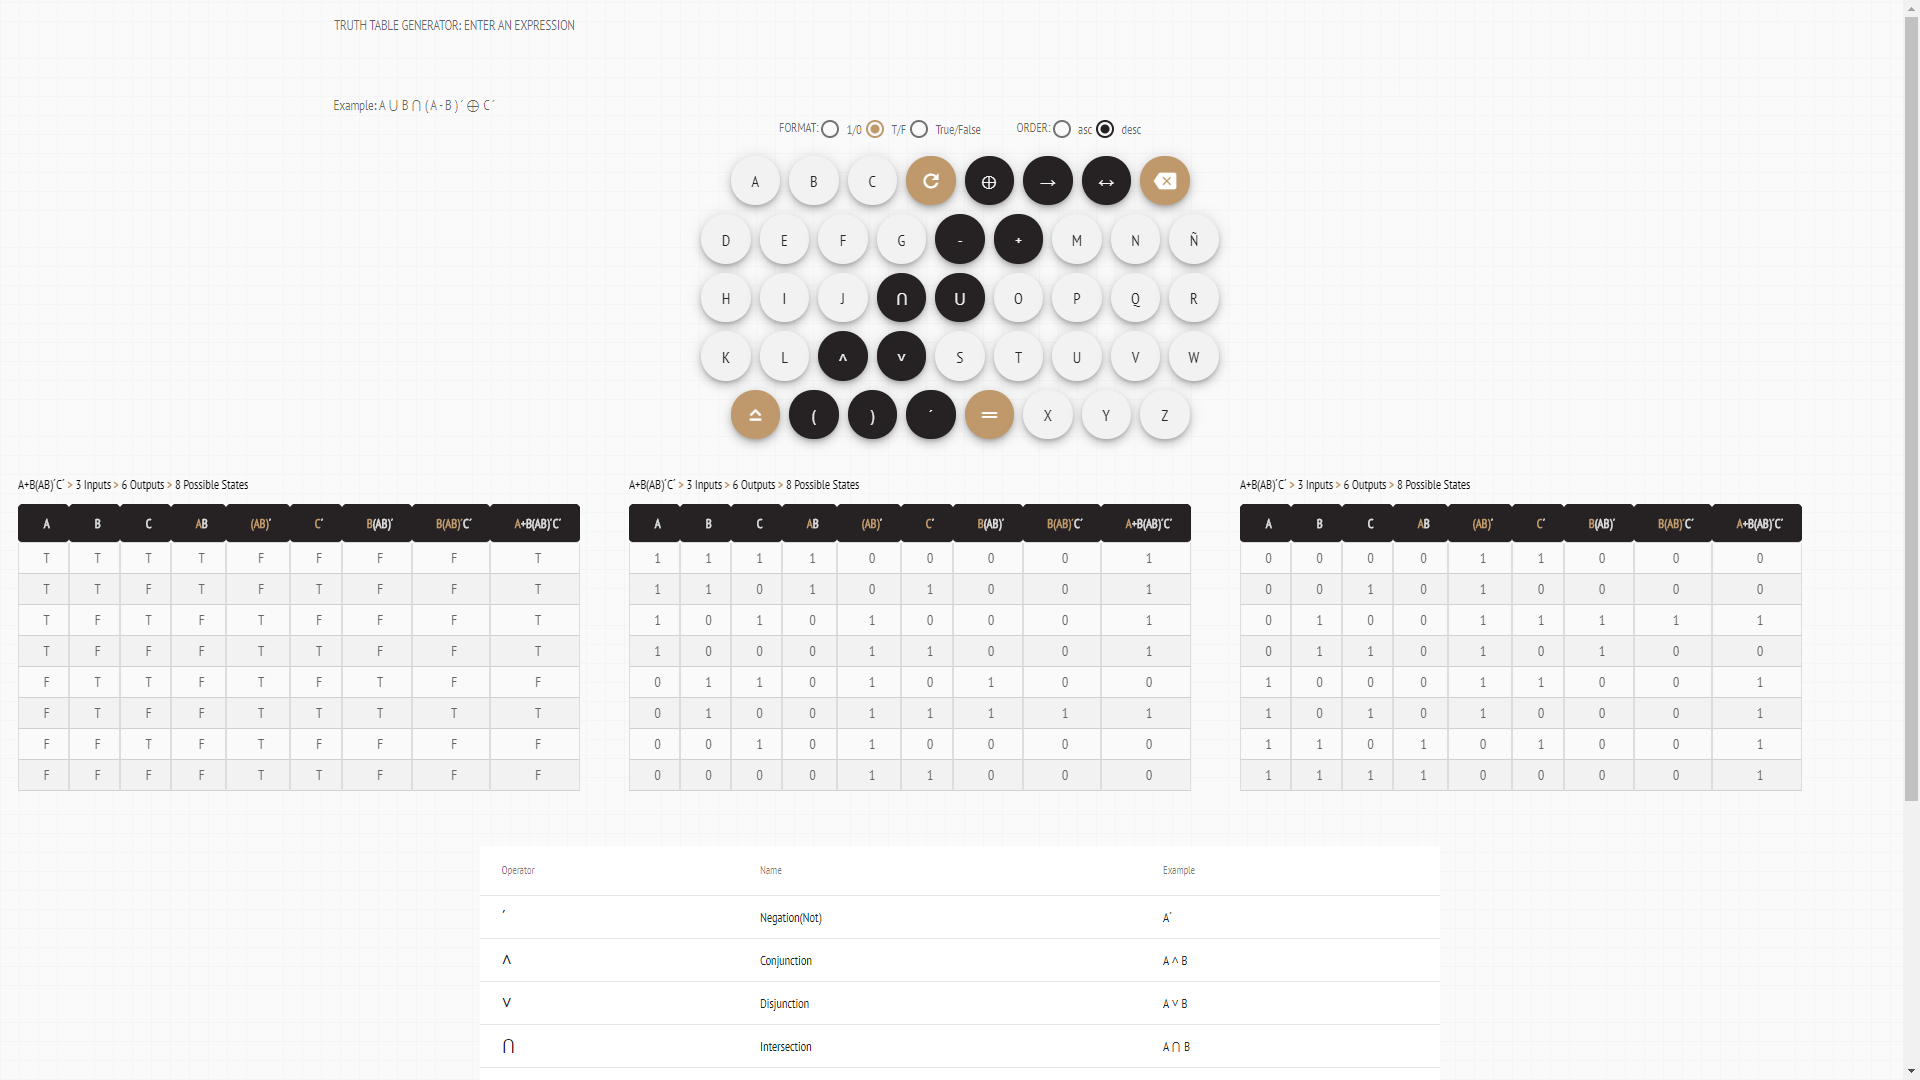 TRUTH TABLE GENERATOR: ENTER AN EXPRESSION
Example: A ⋃ B ⋂ ( A - B ) ´ ⨁ C ´
FORMAT: 1/0 T/F True/False ORDER: asc desc
A B C ⨁ → ↔
D E F G - + M N Ñ
H I J ⋂ ⋃ O P Q R
K L ˄ ˅ S T U V W
( ) ´ = X Y Z
A+B(AB)´C´ > 3 Inputs > 6 Outputs > 8 Possible States
A B C AB (AB)´ C´ B(AB)´ B(AB)´C´ A+B(AB)´C´
T T T T F F F F T
T T F T F T F F T
T F T F T F F F T
T F F F T T F F T
F T T F T F T F F
F T F F T T T T T
F F T F T F F F F
F F F F T T F F F
A+B(AB)´C´ > 3 Inputs > 6 Outputs > 8 Possible States
A B C AB (AB)´ C´ B(AB)´ B(AB)´C´ A+B(AB)´C´
1 1 1 1 0 0 0 0 1
1 1 0 1 0 1 0 0 1
1 0 1 0 1 0 0 0 1
1 0 0 0 1 1 0 0 1
0 1 1 0 1 0 1 0 0
0 1 0 0 1 1 1 1 1
0 0 1 0 1 0 0 0 0
0 0 0 0 1 1 0 0 0
A+B(AB)´C´ > 3 Inputs > 6 Outputs > 8 Possible States
A B C AB (AB)´ C´ B(AB)´ B(AB)´C´ A+B(AB)´C´
0 0 0 0 1 1 0 0 0
0 0 1 0 1 0 0 0 0
0 1 0 0 1 1 1 1 1
0 1 1 0 1 0 1 0 0
1 0 0 0 1 1 0 0 1
1 0 1 0 1 0 0 0 1
1 1 0 1 0 1 0 0 1
1 1 1 1 0 0 0 0 1
Operator Name Example
´ Negation(Not) A´
˄ Conjunction A ˄ B
˅ Disjunction A ˅ B
⋂ Intersection A ⋂ B